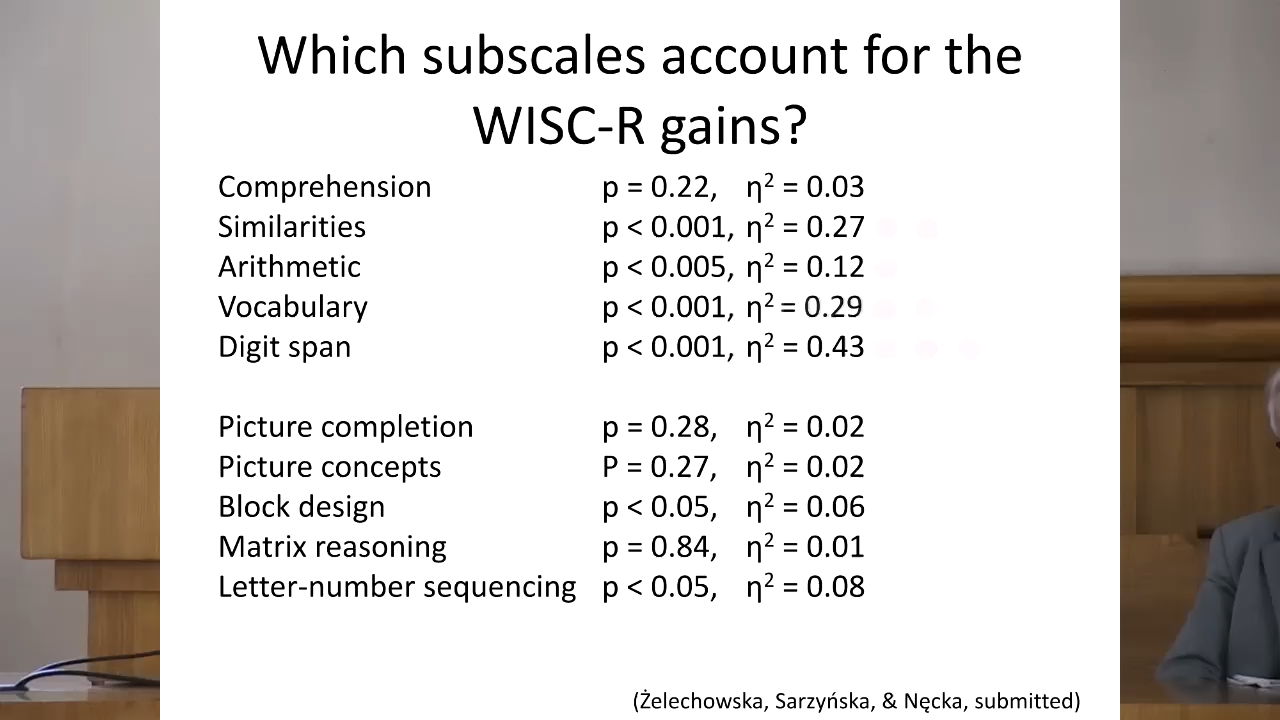 Which subscales account for the
WISC-R gains?
Comprehension p = 0.22, η² = 0.03
Similarities p < 0.001, η² = 0.27
Arithmetic p < 0.005, η² = 0.12
Vocabulary p < 0.001, η² = 0.29
Digit span p < 0.001, η² = 0.43
Picture completion p = 0.28, η² = 0.02
Picture concepts P = 0.27, η² = 0.02
Block design p < 0.05, η² = 0.06
Matrix reasoning p = 0.84, η² = 0.01
Letter-number sequencing p < 0.05, η² = 0.08
(Żelechowska, Sarzyńska, & Nęcka, submitted)